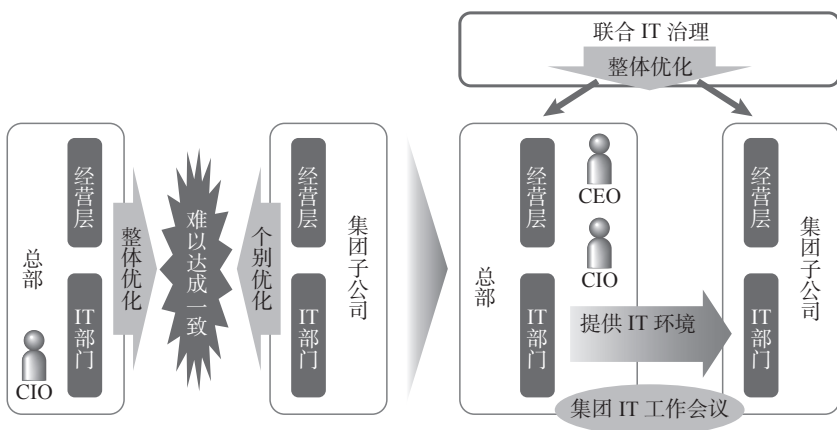 联合 IT 治理
整体优化
总部
经营层
IT部门
CIO
整体优化
难以达成一致
个别优化
经营层
IT部门
集团子公司
总部
经营层
IT部门
CEO
CIO
提供 IT 环境
集团 IT 工作会议
经营层
IT部门
集团子公司